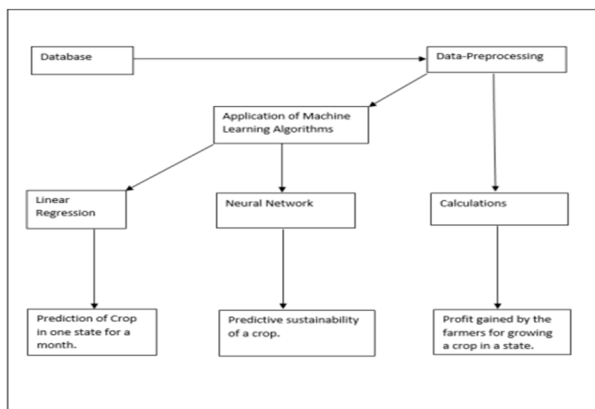 Database
Data-Preprocessing
Application of Machine
Learning Algorithms
Linear
Regression
Neural Network
Calculations
Prediction of Crop
in one state for a
month.
Predictive sustainability
of a crop.
Profit gained by the
farmers for growing
a crop in a state.